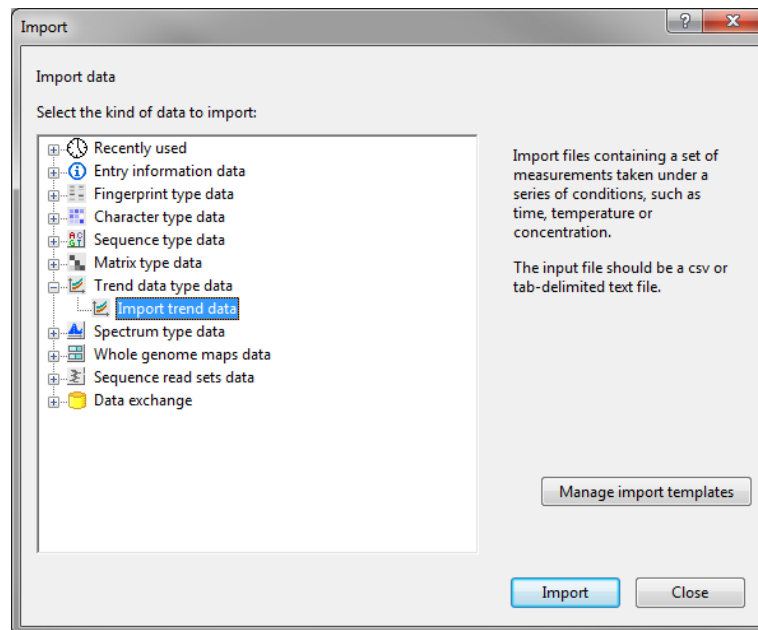 Import
Import data
Select the kind of data to import:
Recently used
Entry information data
Fingerprint type data
Character type data
Sequence type data
Matrix type data
Trend data type data
Import trend data
Spectrum type data
Whole genome maps data
Sequence read sets data
Data exchange
Import files containing a set of
measurements taken under a
series of conditions, such as
time, temperature or
concentration.
The input file should be a csv or
tab-delimited text file.
Manage import templates
Import
Close